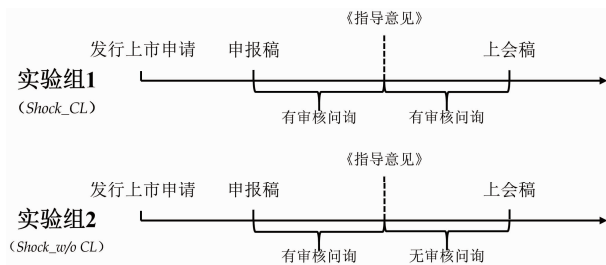 《指导意见》
发行上市申请 申报稿 上会稿
实验组1
（Shock_CL）
有审核问询 有审核问询
《指导意见》
发行上市申请 申报稿 上会稿
实验组2
（Shock_w/o CL）
有审核问询 无审核问询